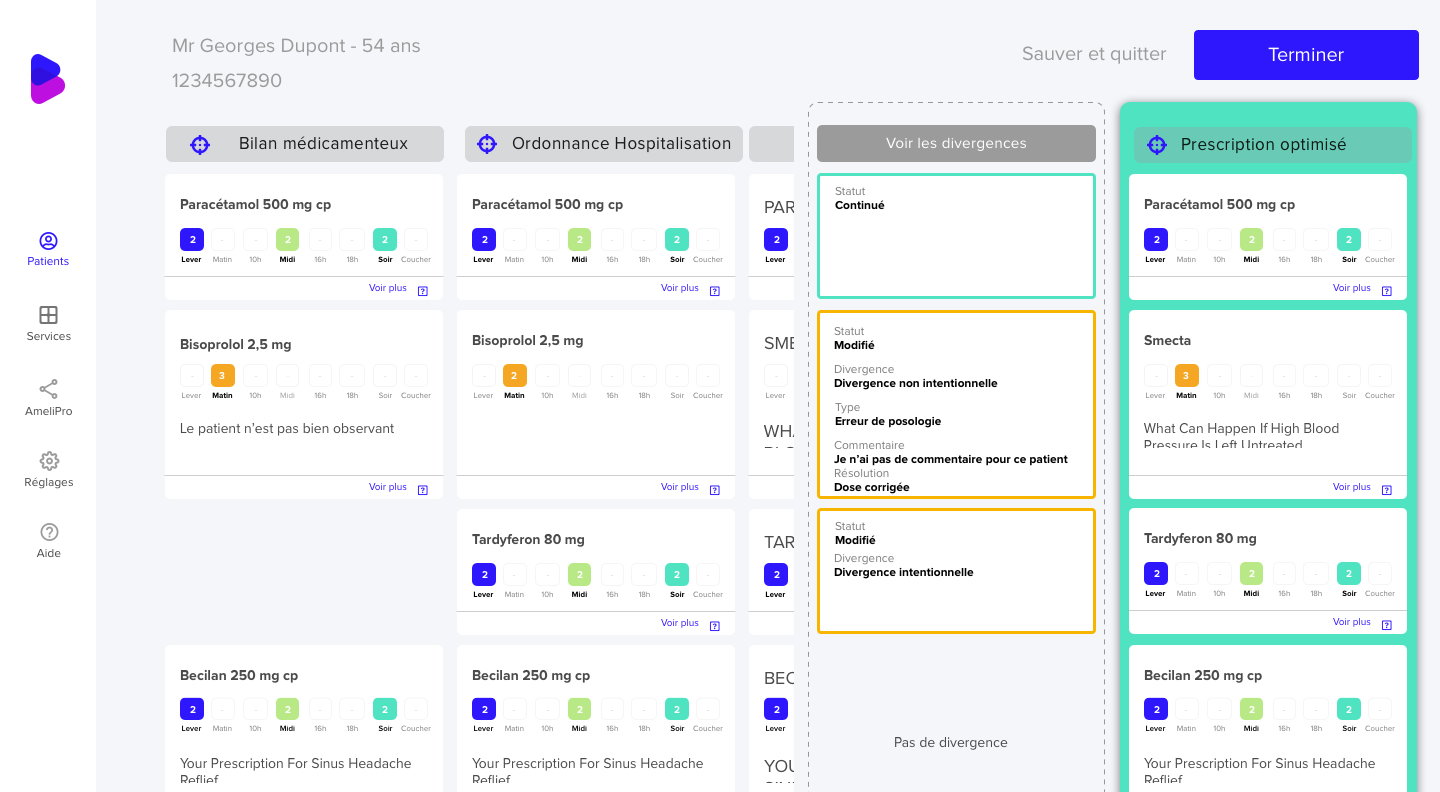 Mr Georges Dupont - 54 ans
1234567890
Sauver et quitter
Terminer
Patients
Services
AmeliPro
Réglages
Aide
Bilan médicamenteux
Paracétamol 500 mg cp
2 - - 2 - - 2 -
Lever Matin 10h Midi 16h 18h Soir Coucher
Voir plus ?
Bisoprolol 2,5 mg
- 3 - - - - - -
Lever Matin 10h Midi 16h 18h Soir Coucher
Le patient n'est pas bien observant
Voir plus ?
Becilan 250 mg cp
2 - - 2 - - 2 -
Lever Matin 10h Midi 16h 18h Soir Coucher
Your Prescription For Sinus Headache
Reflief
Ordonnance Hospitalisation
Paracétamol 500 mg cp
2 - - 2 - - 2 -
Lever Matin 10h Midi 16h 18h Soir Coucher
Voir plus ?
Bisoprolol 2,5 mg
- 2 - - - - - -
Lever Matin 10h Midi 16h 18h Soir Coucher
Voir plus ?
Tardyferon 80 mg
2 - - 2 - - 2 -
Lever Matin 10h Midi 16h 18h Soir Coucher
Voir plus ?
Becilan 250 mg cp
2 - - 2 - - 2 -
Lever Matin 10h Midi 16h 18h Soir Coucher
Your Prescription For Sinus Headache
Reflief
PAR
2
Lever
SME
-
Lever
WHA
TAR
2
Lever
BEC
2
Lever
YOU
Voir les divergences
Statut
Continué
Statut
Modifié
Divergence
Divergence non intentionnelle
Type
Erreur de posologie
Commentaire
Je n'ai pas de commentaire pour ce patient
Résolution
Dose corrigée
Statut
Modifié
Divergence
Divergence intentionnelle
Pas de divergence
Prescription optimisé
Paracétamol 500 mg cp
2 - - 2 - - 2 -
Lever Matin 10h Midi 16h 18h Soir Coucher
Voir plus ?
Smecta
- 3 - - - - - -
Lever Matin 10h Midi 16h 18h Soir Coucher
What Can Happen If High Blood
Pressure Is Left Untreated
Voir plus ?
Tardyferon 80 mg
2 - - 2 - - 2 -
Lever Matin 10h Midi 16h 18h Soir Coucher
Voir plus ?
Becilan 250 mg cp
2 - - 2 - - 2 -
Lever Matin 10h Midi 16h 18h Soir Coucher
Your Prescription For Sinus Headache
Reflief